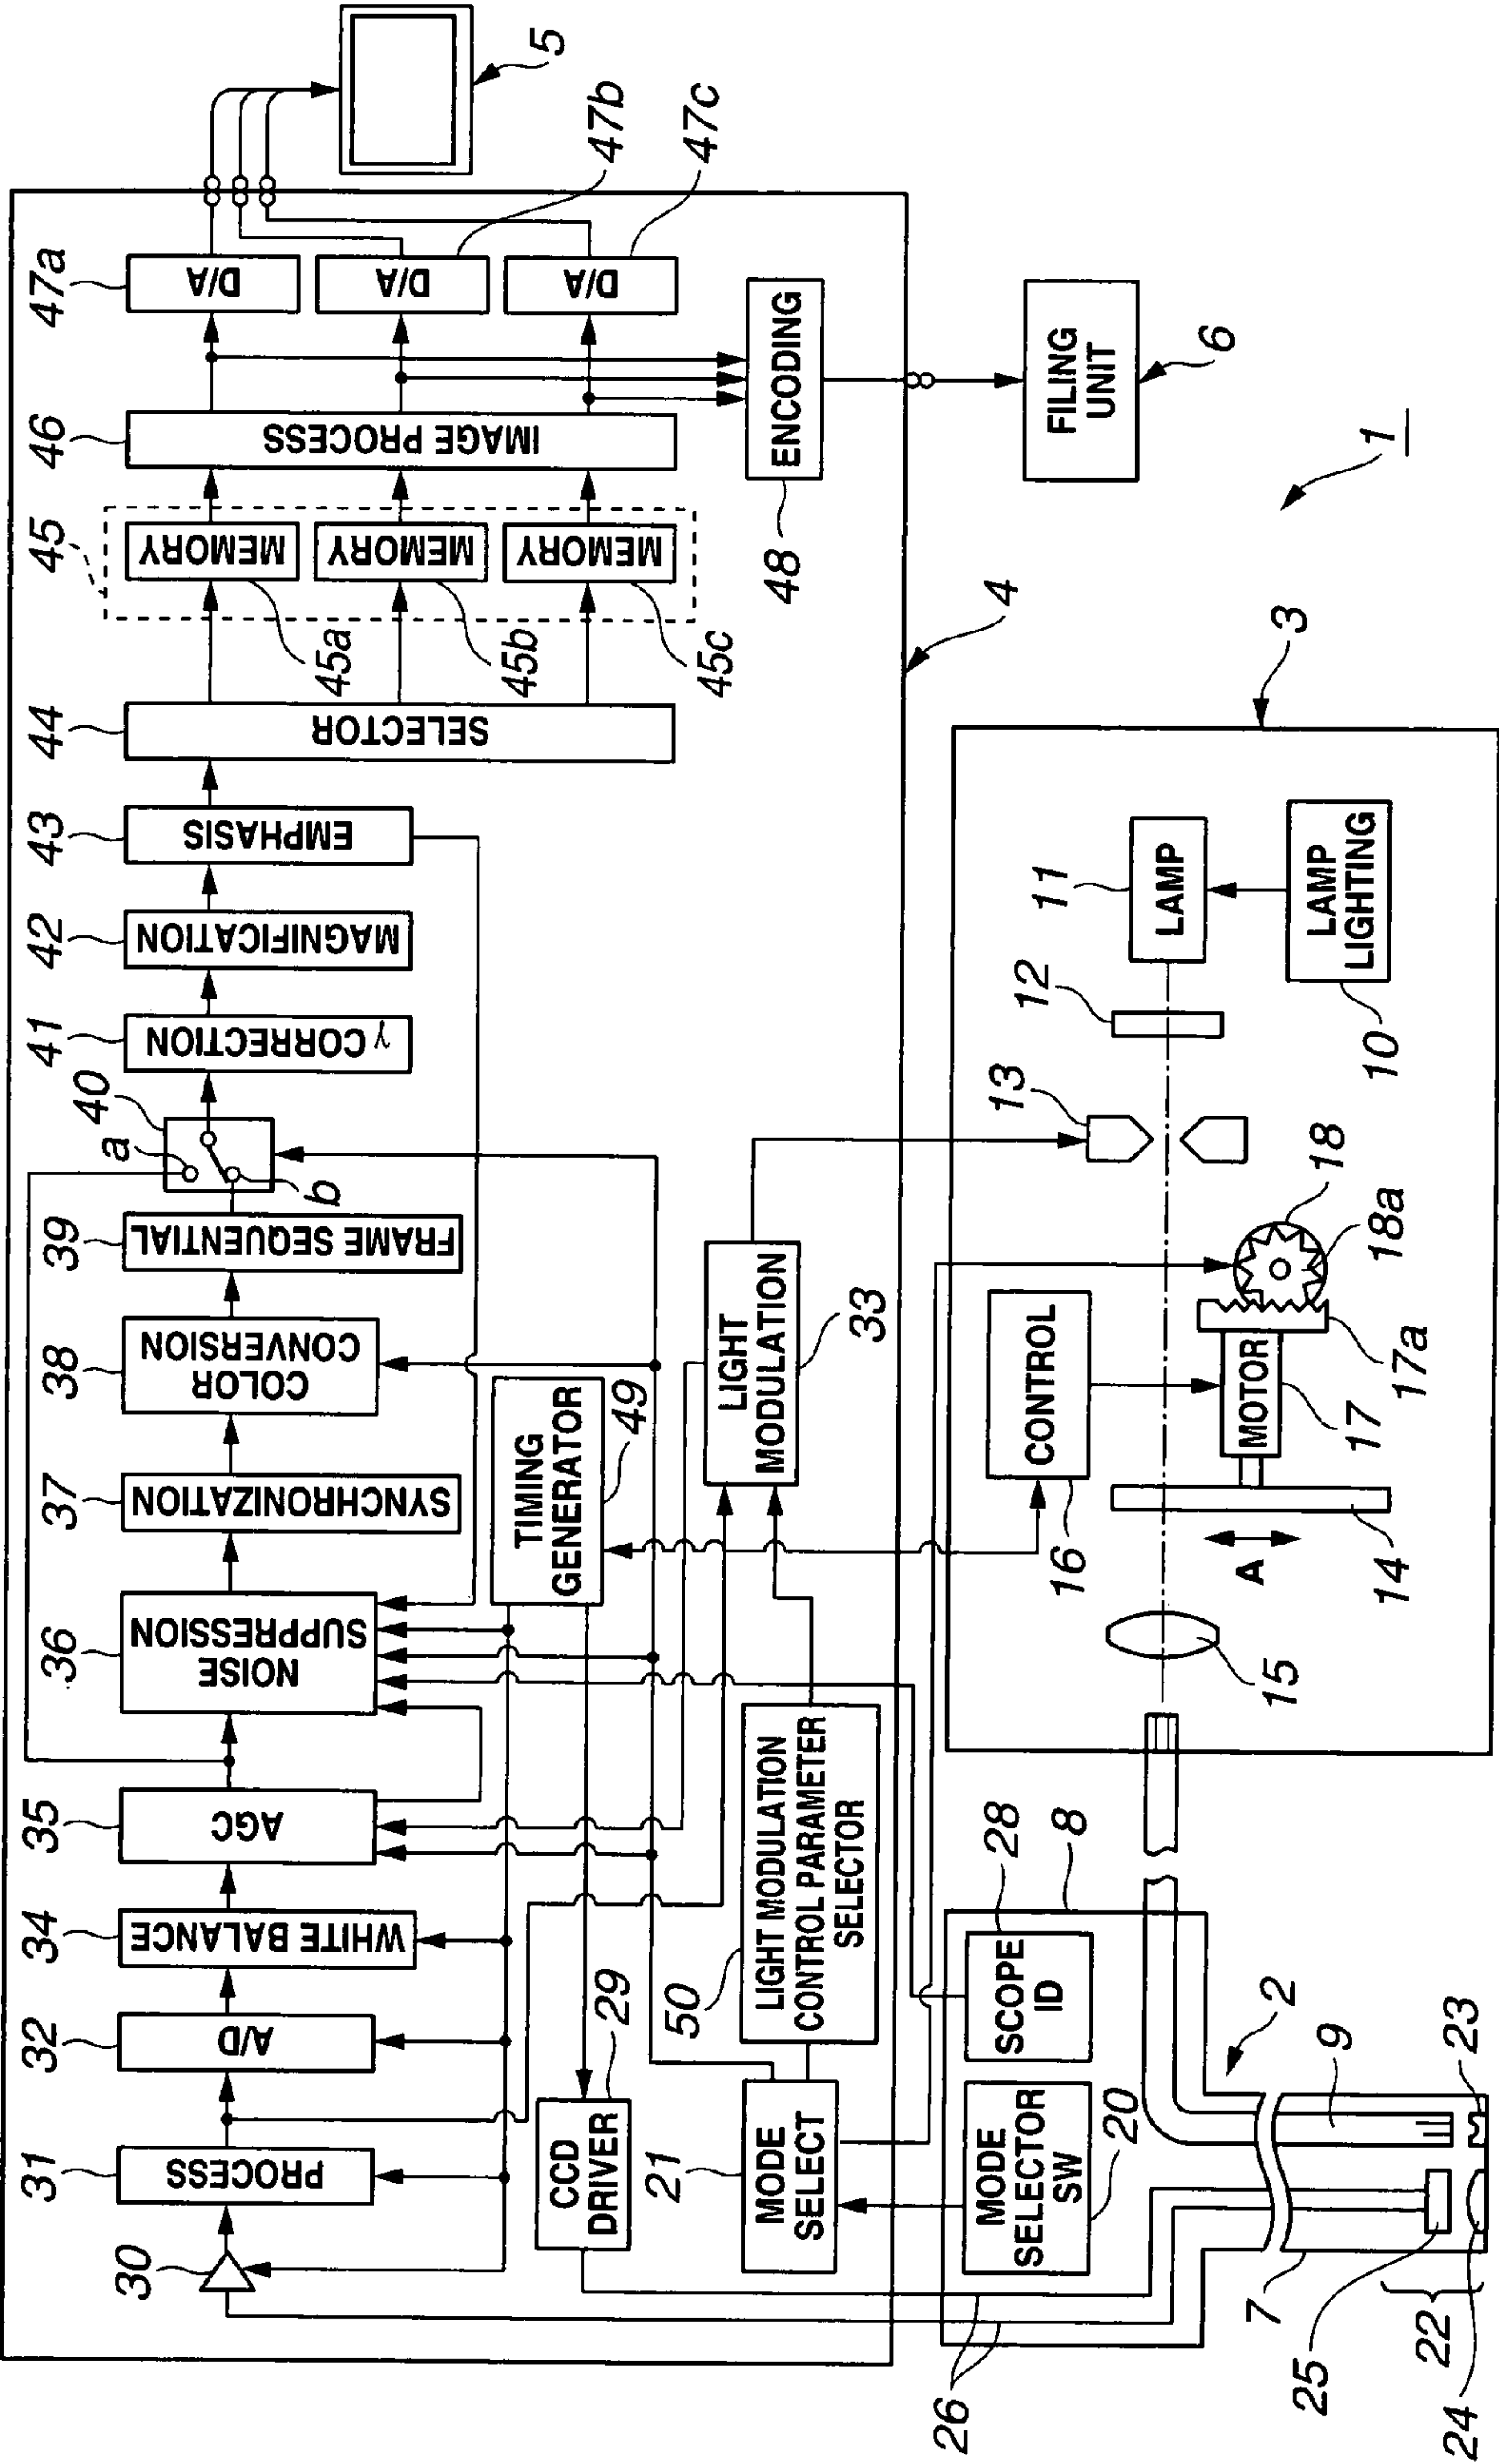 30
31
PROCESS
32
A/D
34
WHITE BALANCE
35
AGC
36
NOISE
SUPPRESSION
37
SYNCHRONIZATION
38
COLOR
CONVERSION
39
FRAME SEQUENTIAL
a
40
b
41
γ CORRECTION
42
MAGNIFICATION
43
EMPHASIS
44
SELECTOR
45
MEMORY
MEMORY
MEMORY
45a
45b
45c
46
IMAGE PROCESS
47a
D/A
D/A
D/A
47b
47c
5
CCD
DRIVER
29
TIMING
GENERATOR
49
21
MODE
SELECT
50
LIGHT MODULATION
CONTROL PARAMETER
SELECTOR
LIGHT
MODULATION
33
48
ENCODING
4
FILING
UNIT
6
1
26
MODE
SELECTOR
SW
20
SCOPE
ID
28
8
2
7
9
25
22
24
23
3
CONTROL
16
15
A
14
MOTOR
17
17a
18
18a
13
12
11
LAMP
LAMP
LIGHTING
10